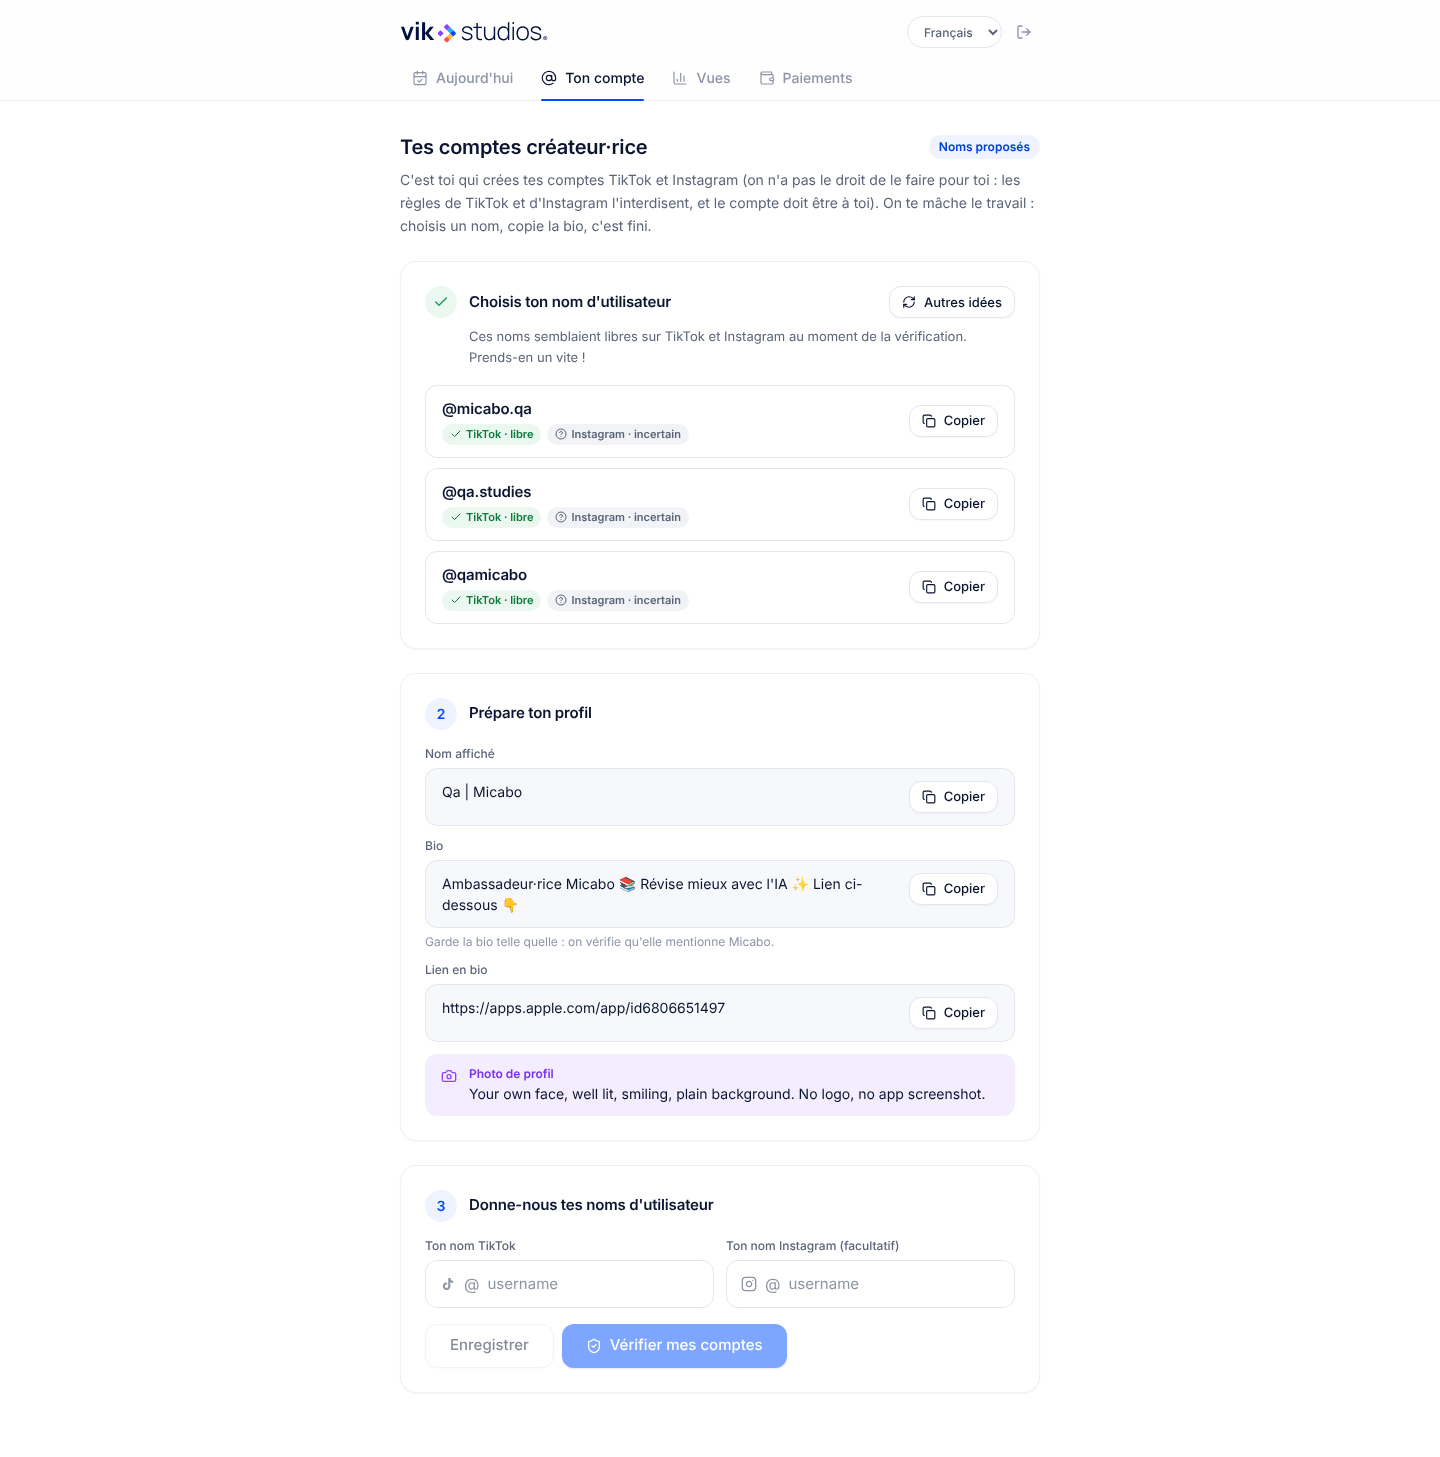 vik studios®
Français
Aujourd'hui
Ton compte
Vues
Paiements
Tes comptes créateur·rice
Noms proposés
C'est toi qui crées tes comptes TikTok et Instagram (on n'a pas le droit de le faire pour toi : les
règles de TikTok et d'Instagram l'interdisent, et le compte doit être à toi). On te mâche le travail :
choisis un nom, copie la bio, c'est fini.
Choisis ton nom d'utilisateur
Autres idées
Ces noms semblaient libres sur TikTok et Instagram au moment de la vérification.
Prends-en un vite !
@micabo.qa
TikTok · libre
Instagram · incertain
Copier
@qa.studies
TikTok · libre
Instagram · incertain
Copier
@qamicabo
TikTok · libre
Instagram · incertain
Copier
2
Prépare ton profil
Nom affiché
Qa | Micabo
Copier
Bio
Ambassadeur·rice Micabo 📚 Révise mieux avec l'IA ✨ Lien ci-
dessous 👇
Copier
Garde la bio telle quelle : on vérifie qu'elle mentionne Micabo.
Lien en bio
https://apps.apple.com/app/id6806651497
Copier
Photo de profil
Your own face, well lit, smiling, plain background. No logo, no app screenshot.
3
Donne-nous tes noms d'utilisateur
Ton nom TikTok
@ username
Ton nom Instagram (facultatif)
@ username
Enregistrer
Vérifier mes comptes